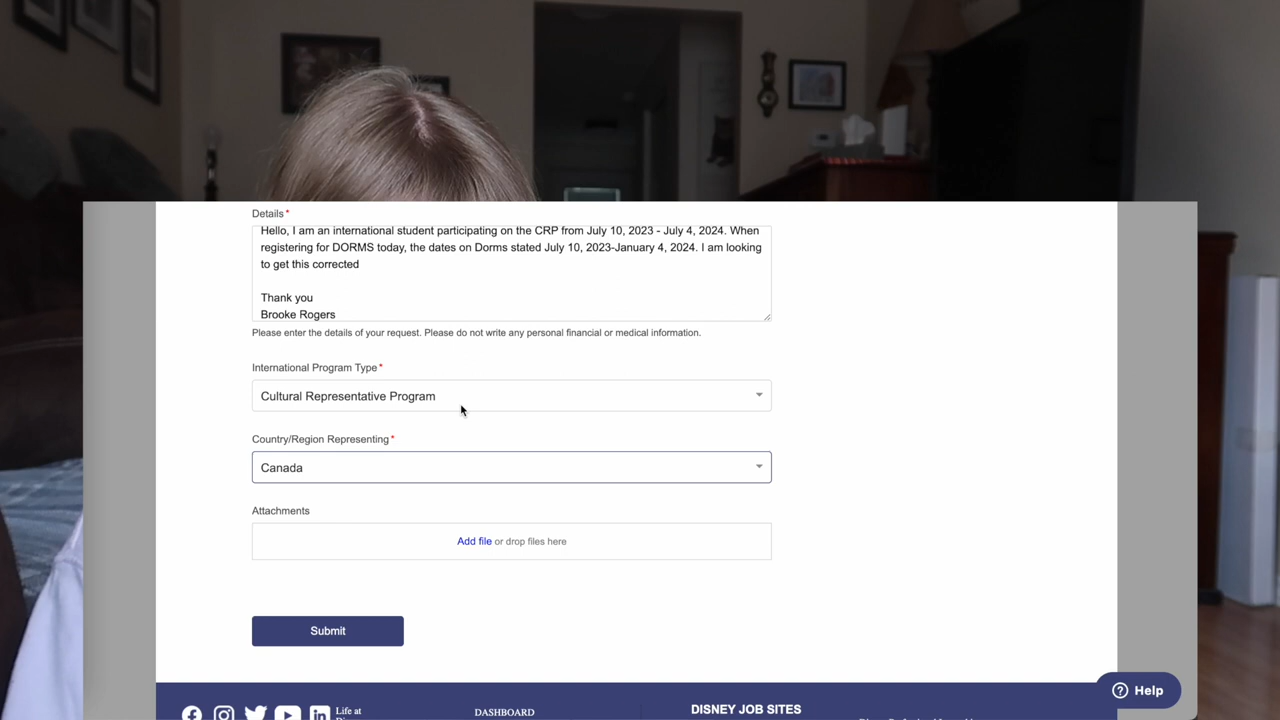 Details*
Hello, I am an international student participating on the CRP from July 10, 2023 - July 4, 2024. When
registering for DORMS today, the dates on Dorms stated July 10, 2023-January 4, 2024. I am looking
to get this corrected
Thank you
Brooke Rogers
Please enter the details of your request. Please do not write any personal financial or medical information.
International Program Type*
Cultural Representative Program
Country/Region Representing*
Canada
Attachments
Add file or drop files here
Submit
Help
Life at
DASHBOARD
DISNEY JOB SITES